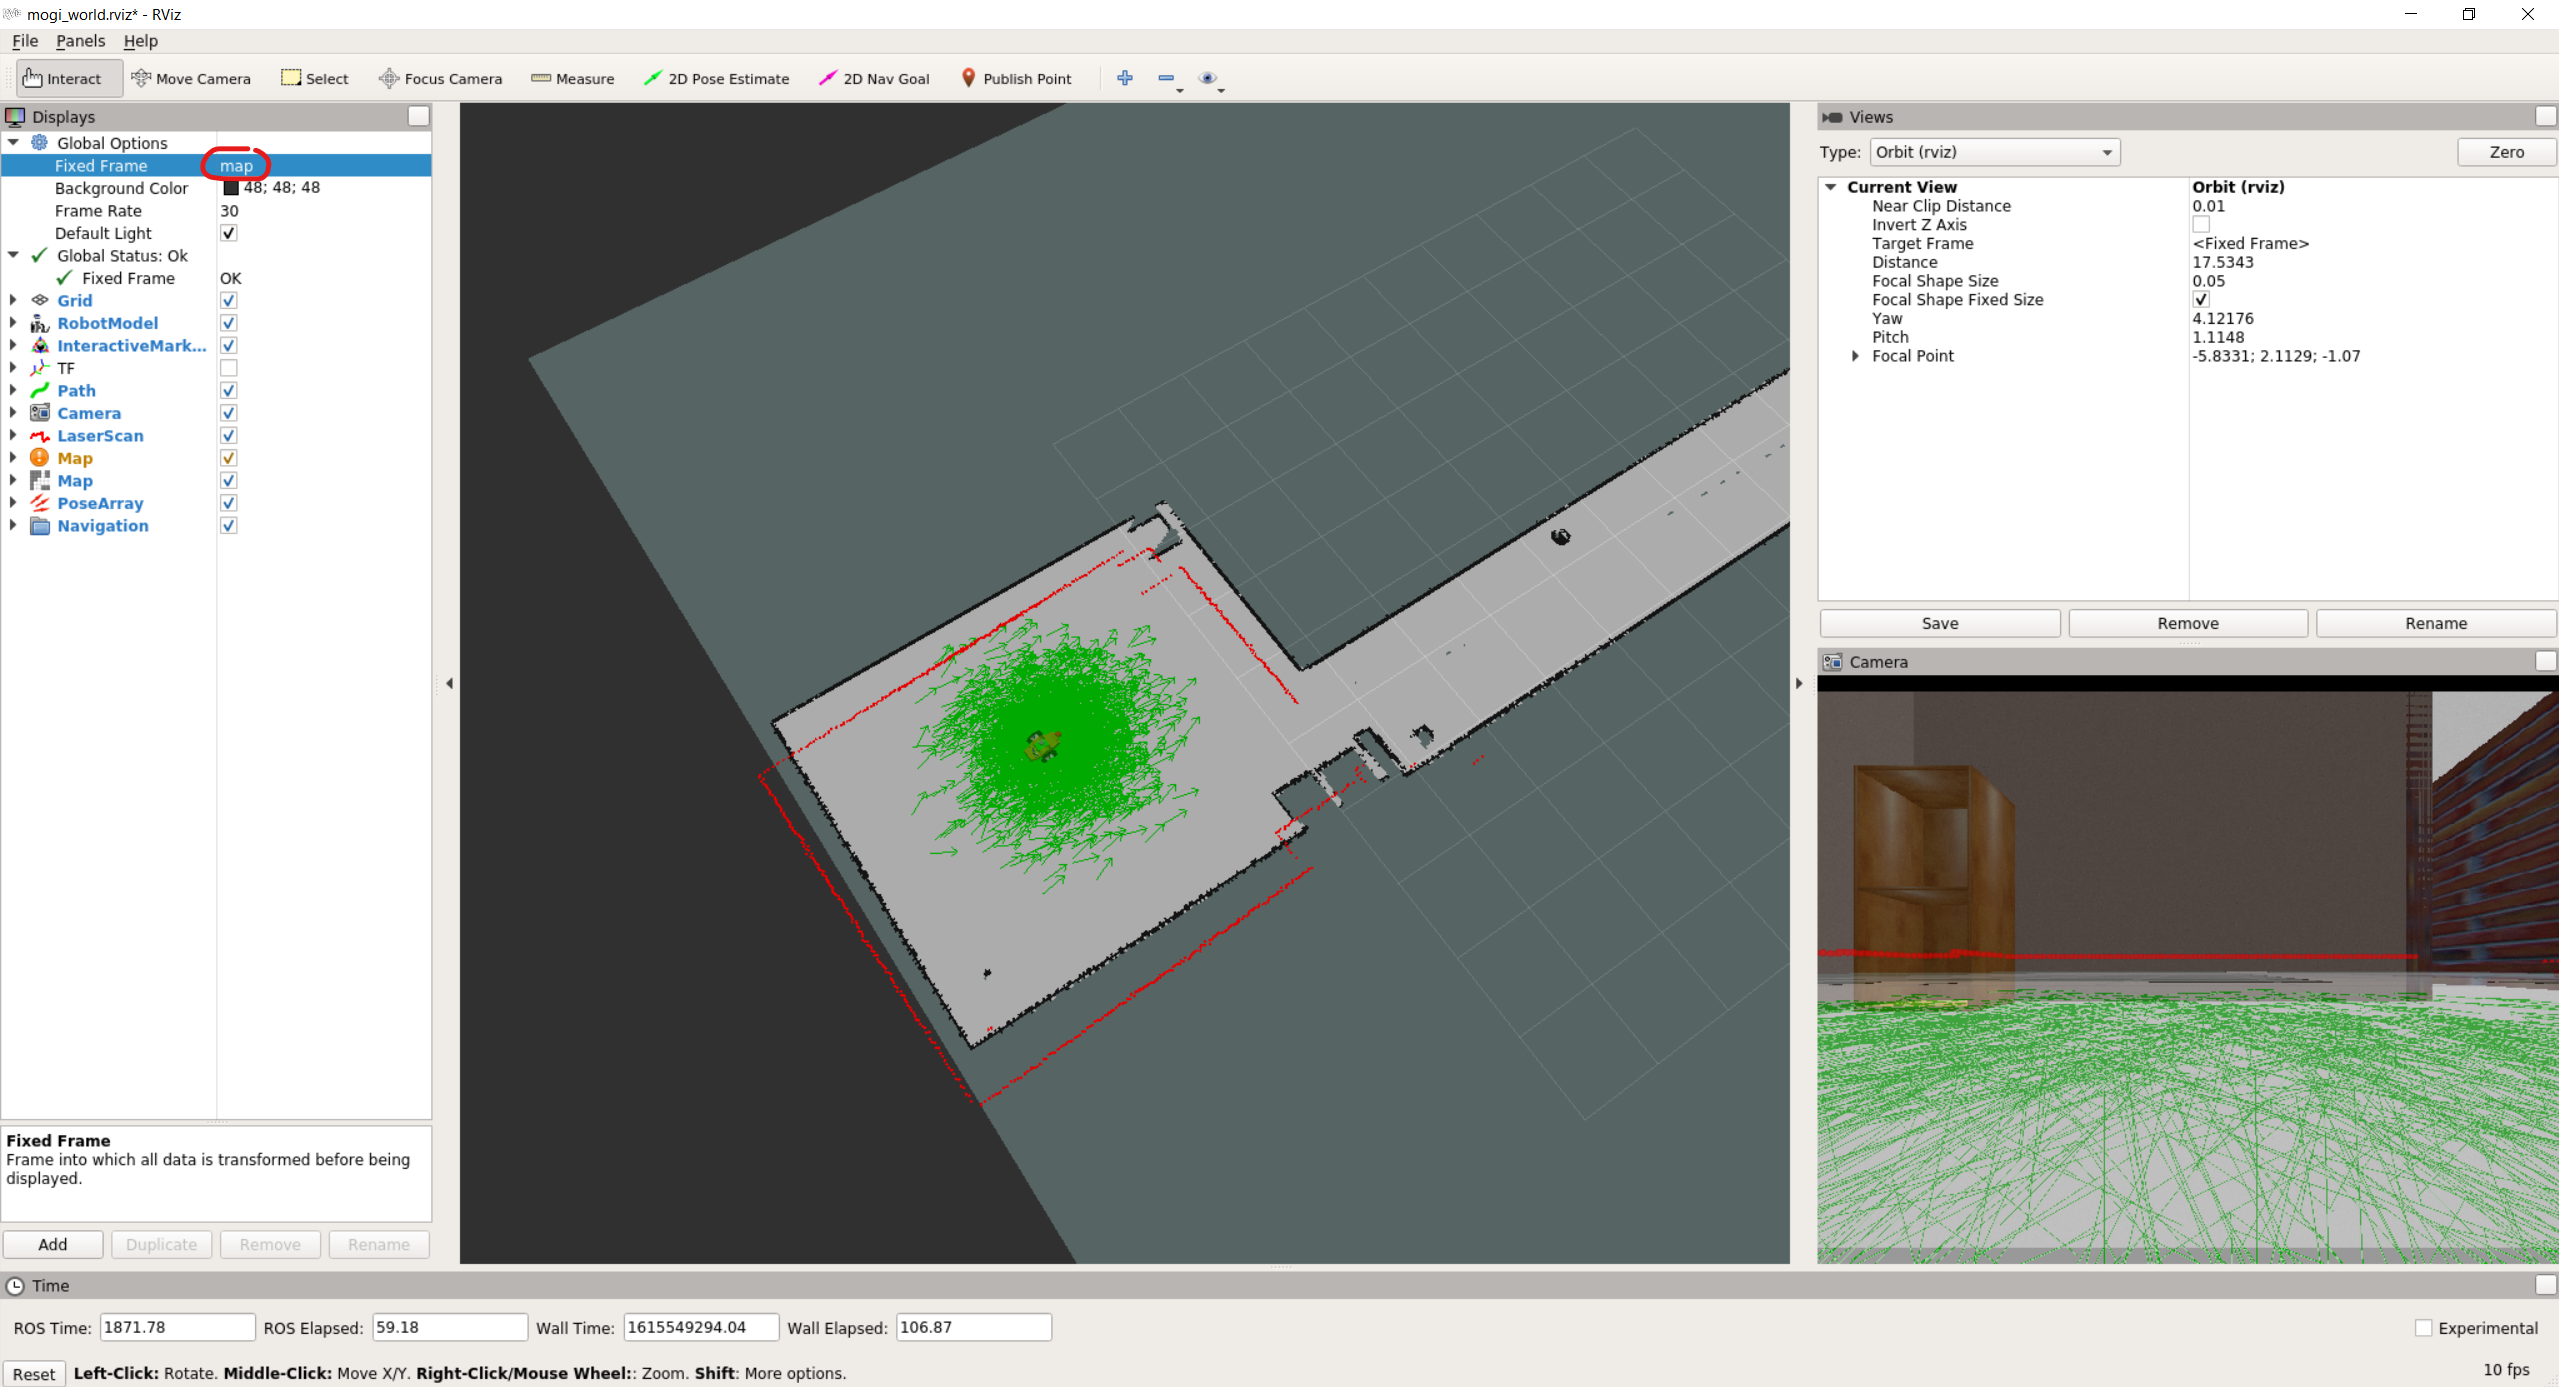 mogi_world.rviz* - RViz
File Panels Help
Interact Move Camera Select Focus Camera Measure 2D Pose Estimate 2D Nav Goal Publish Point
Displays
Global Options
Fixed Frame map
Background Color 48; 48; 48
Frame Rate 30
Default Light
Global Status: Ok
Fixed Frame OK
Grid
RobotModel
InteractiveMark...
TF
Path
Camera
LaserScan
Map
Map
PoseArray
Navigation
Fixed Frame
Frame into which all data is transformed before being
displayed.
Add Duplicate Remove Rename
Views
Type: Orbit (rviz) Zero
Current View Orbit (rviz)
Near Clip Distance 0.01
Invert Z Axis
Target Frame <Fixed Frame>
Distance 17.5343
Focal Shape Size 0.05
Focal Shape Fixed Size
Yaw 4.12176
Pitch 1.1148
Focal Point -5.8331; 2.1129; -1.07
Save Remove Rename
Camera
Time
ROS Time: 1871.78 ROS Elapsed: 59.18 Wall Time: 1615549294.04 Wall Elapsed: 106.87 Experimental
Reset Left-Click: Rotate. Middle-Click: Move X/Y. Right-Click/Mouse Wheel:: Zoom. Shift: More options. 10 fps